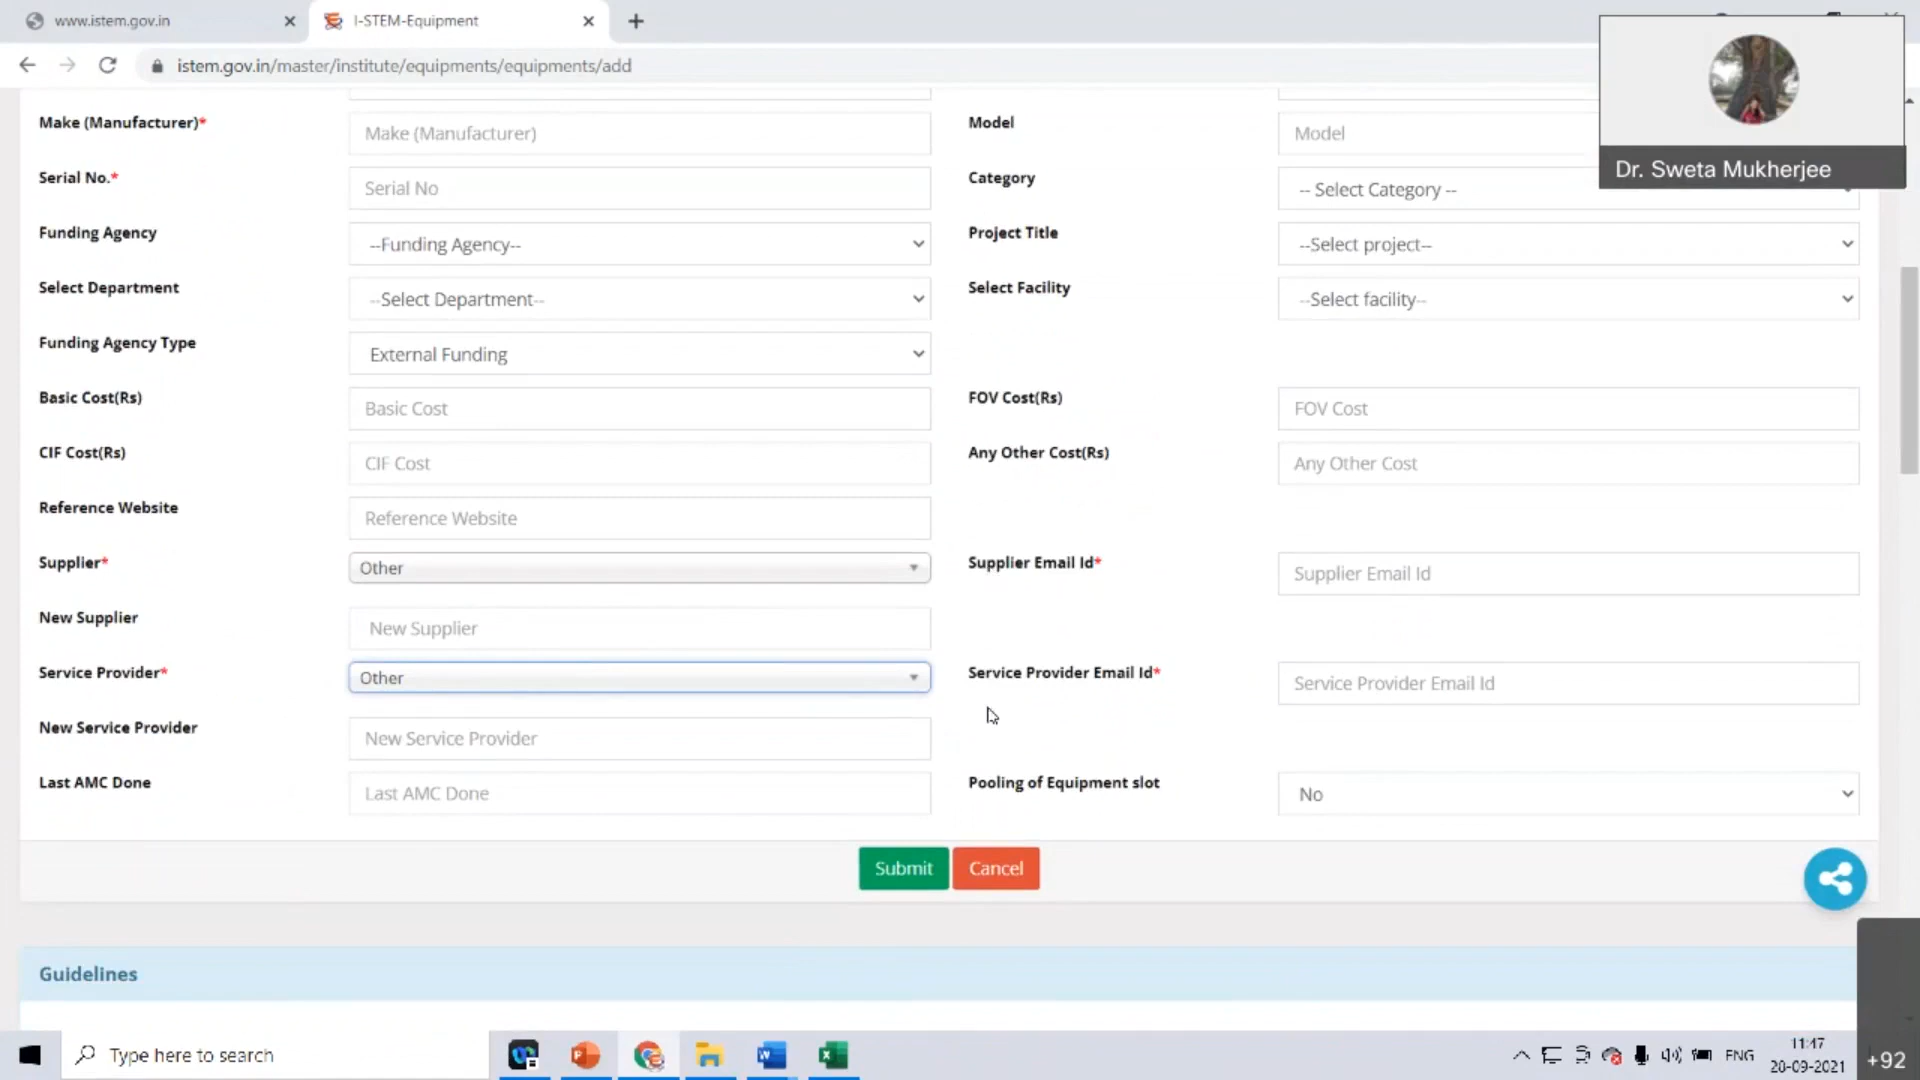 www.istem.gov.in
I-STEM-Equipment
istem.gov.in/master/institute/equipments/equipments/add
Dr. Sweta Mukherjee
Make (Manufacturer)* Make (Manufacturer) Model Model
Serial No.* Serial No Category -- Select Category --
Funding Agency --Funding Agency-- Project Title --Select project--
Select Department --Select Department-- Select Facility --Select facility--
Funding Agency Type External Funding
Basic Cost(Rs) Basic Cost FOV Cost(Rs) FOV Cost
CIF Cost(Rs) CIF Cost Any Other Cost(Rs) Any Other Cost
Reference Website Reference Website
Supplier* Other Supplier Email Id* Supplier Email Id
New Supplier New Supplier
Service Provider* Other Service Provider Email Id* Service Provider Email Id
New Service Provider New Service Provider
Last AMC Done Last AMC Done Pooling of Equipment slot No
Submit Cancel
Guidelines
Type here to search
ENG
11:47
20-09-2021
+92